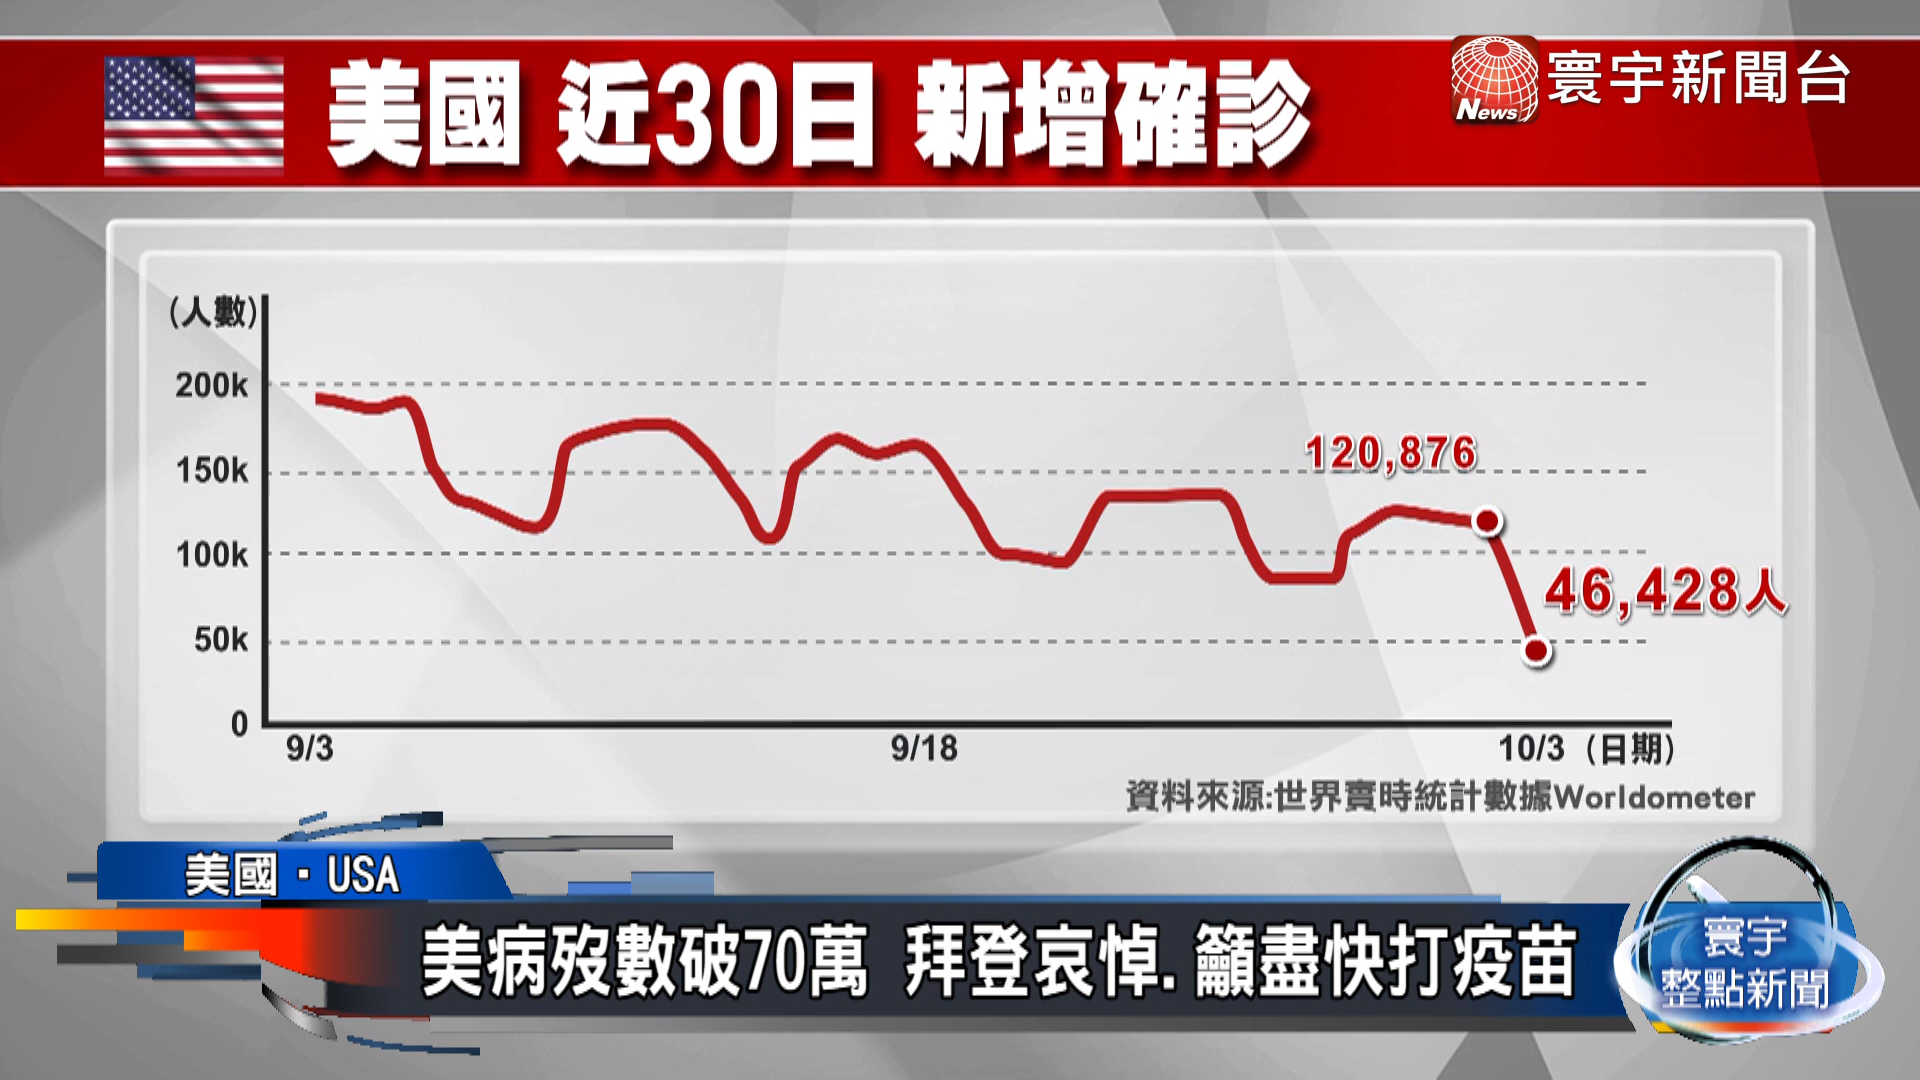 美國 近30日 新增確診
News 寰宇新聞台
(人數)
200k
150k
100k
50k
0
120,876
46,428人
9/3 9/18 10/3 (日期)
資料來源:世界實時統計數據Worldometer
美國‧USA
美病歿數破70萬 拜登哀悼.籲盡快打疫苗
寰宇
整點新聞